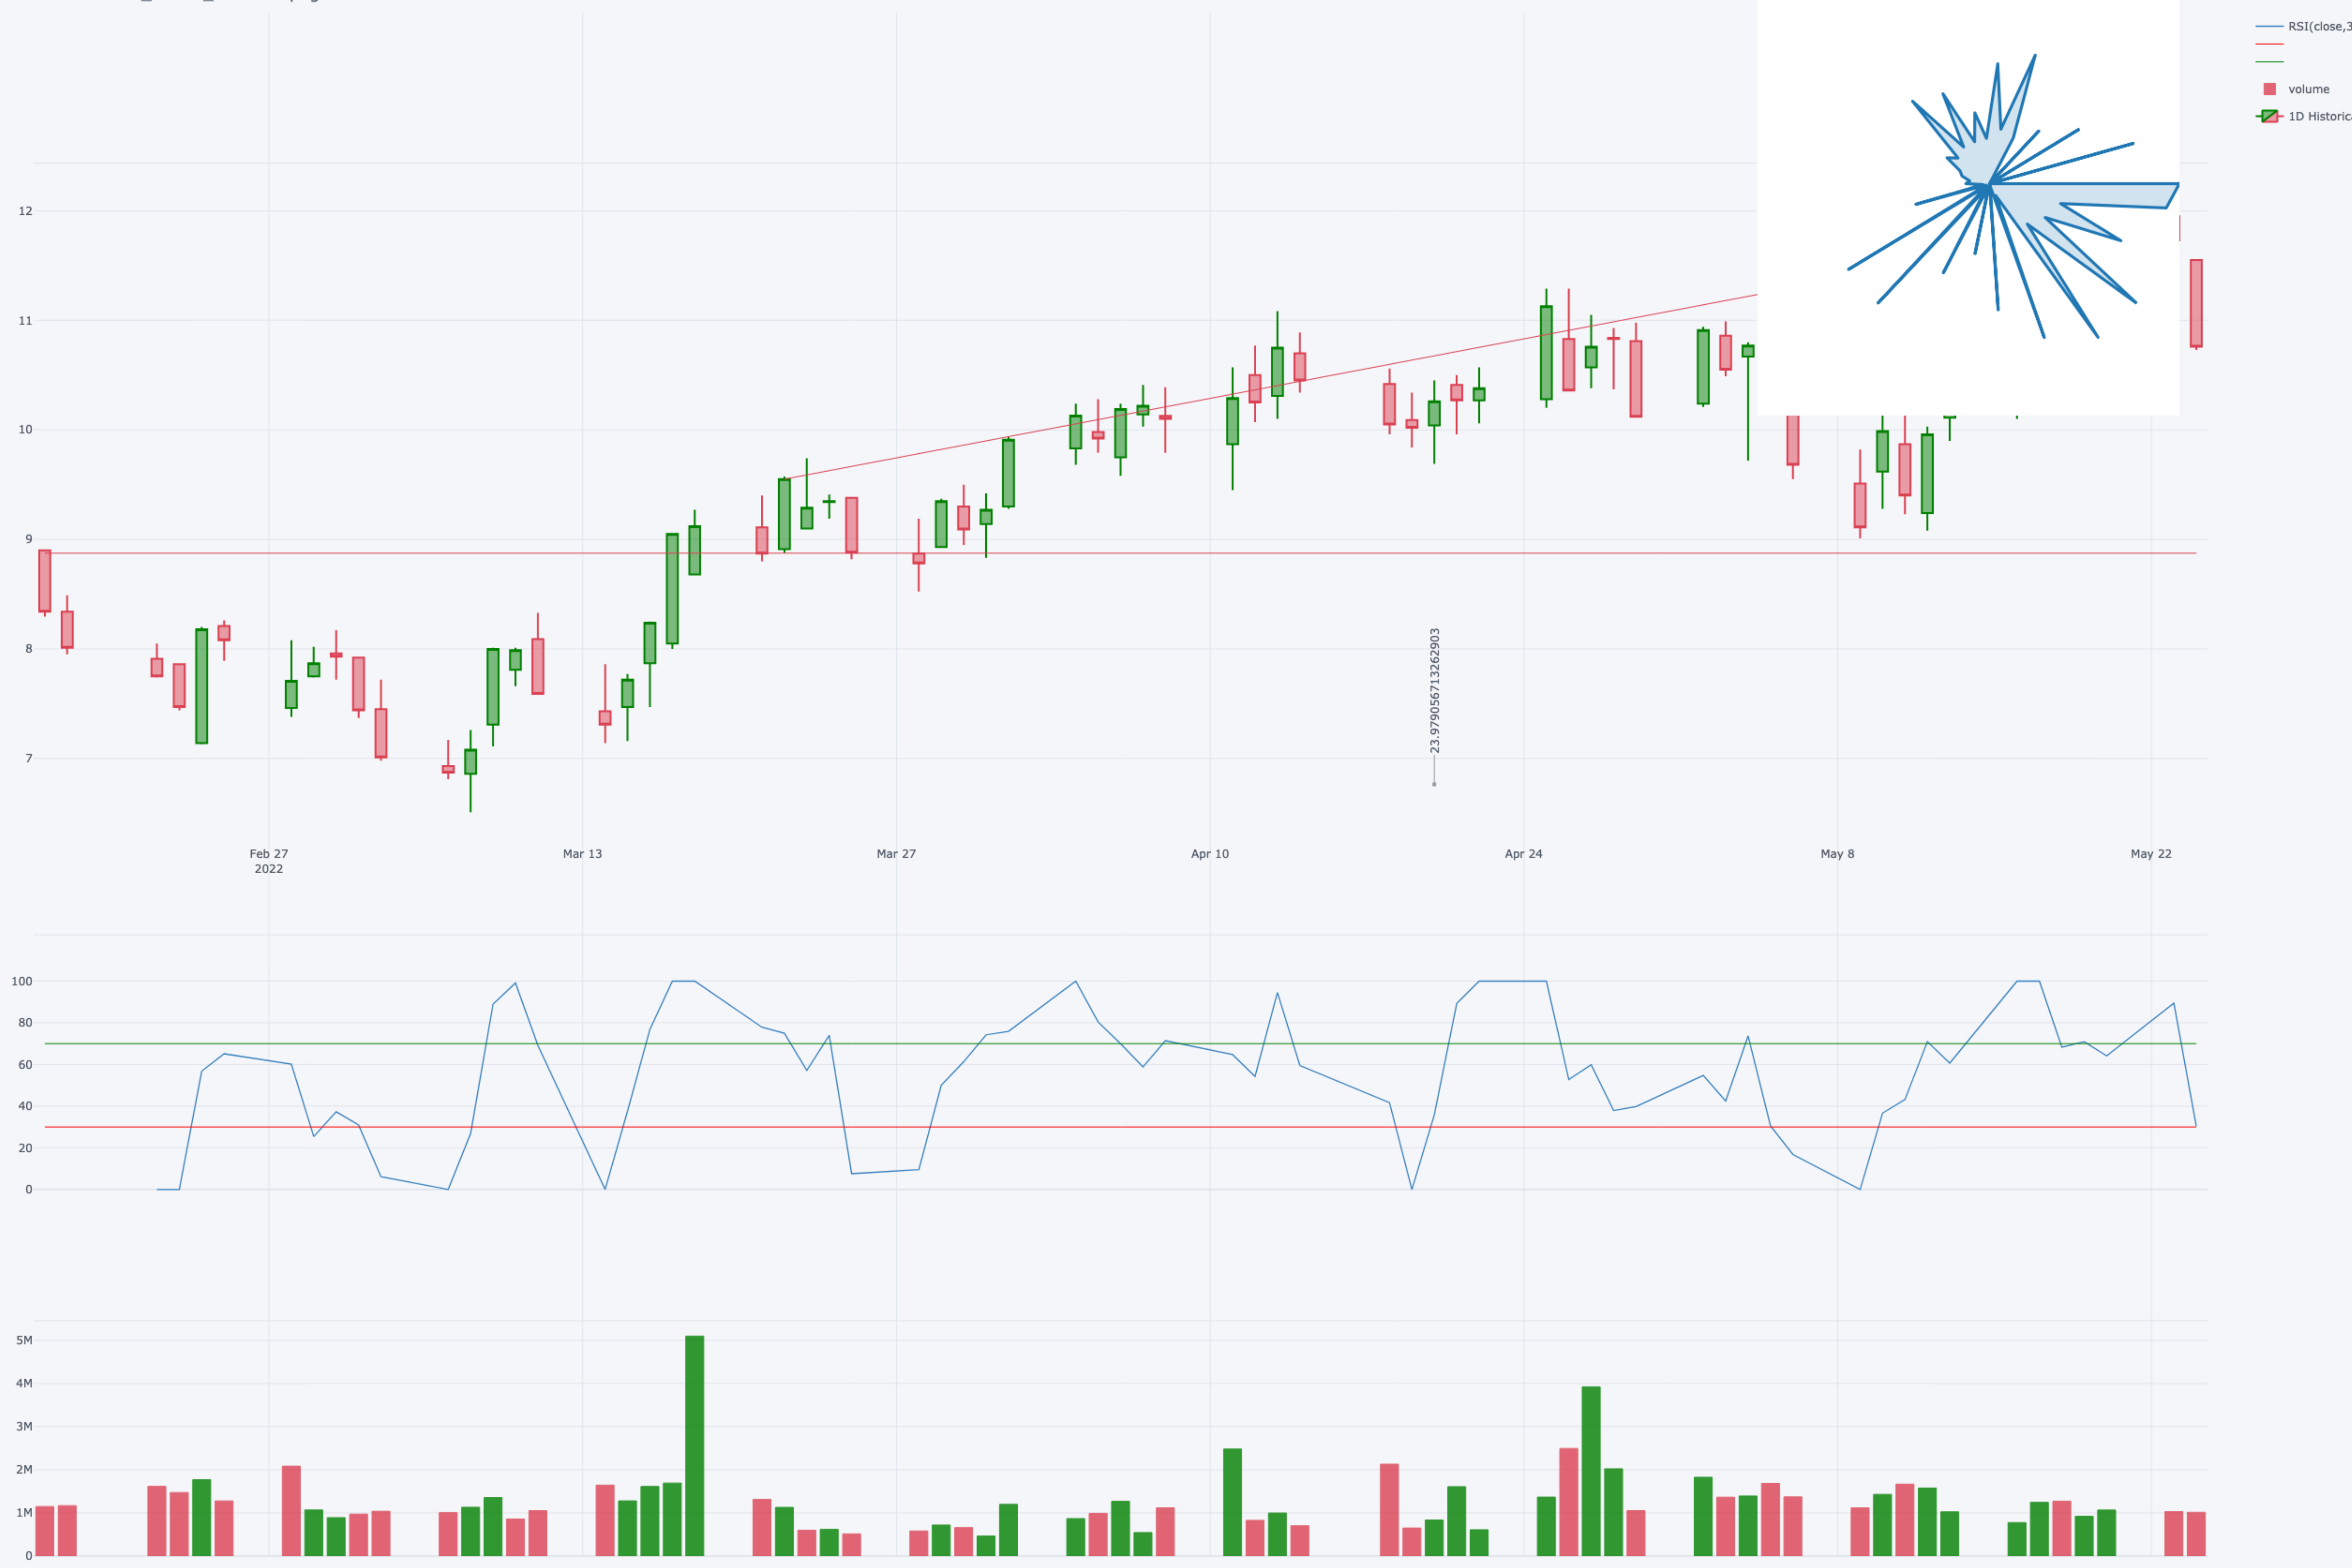 RSI(close,3
volume
1D Historica
12
11
10
9
8
7
23.979056713262903
Feb 27
2022
Mar 13
Mar 27
Apr 10
Apr 24
May 8
May 22
100
80
60
40
20
0
5M
4M
3M
2M
1M
0